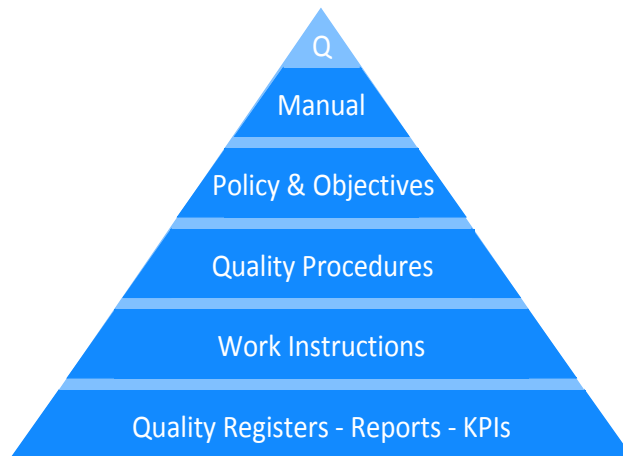 Q
Manual
Policy & Objectives
Quality Procedures
Work Instructions
Quality Registers - Reports - KPIs